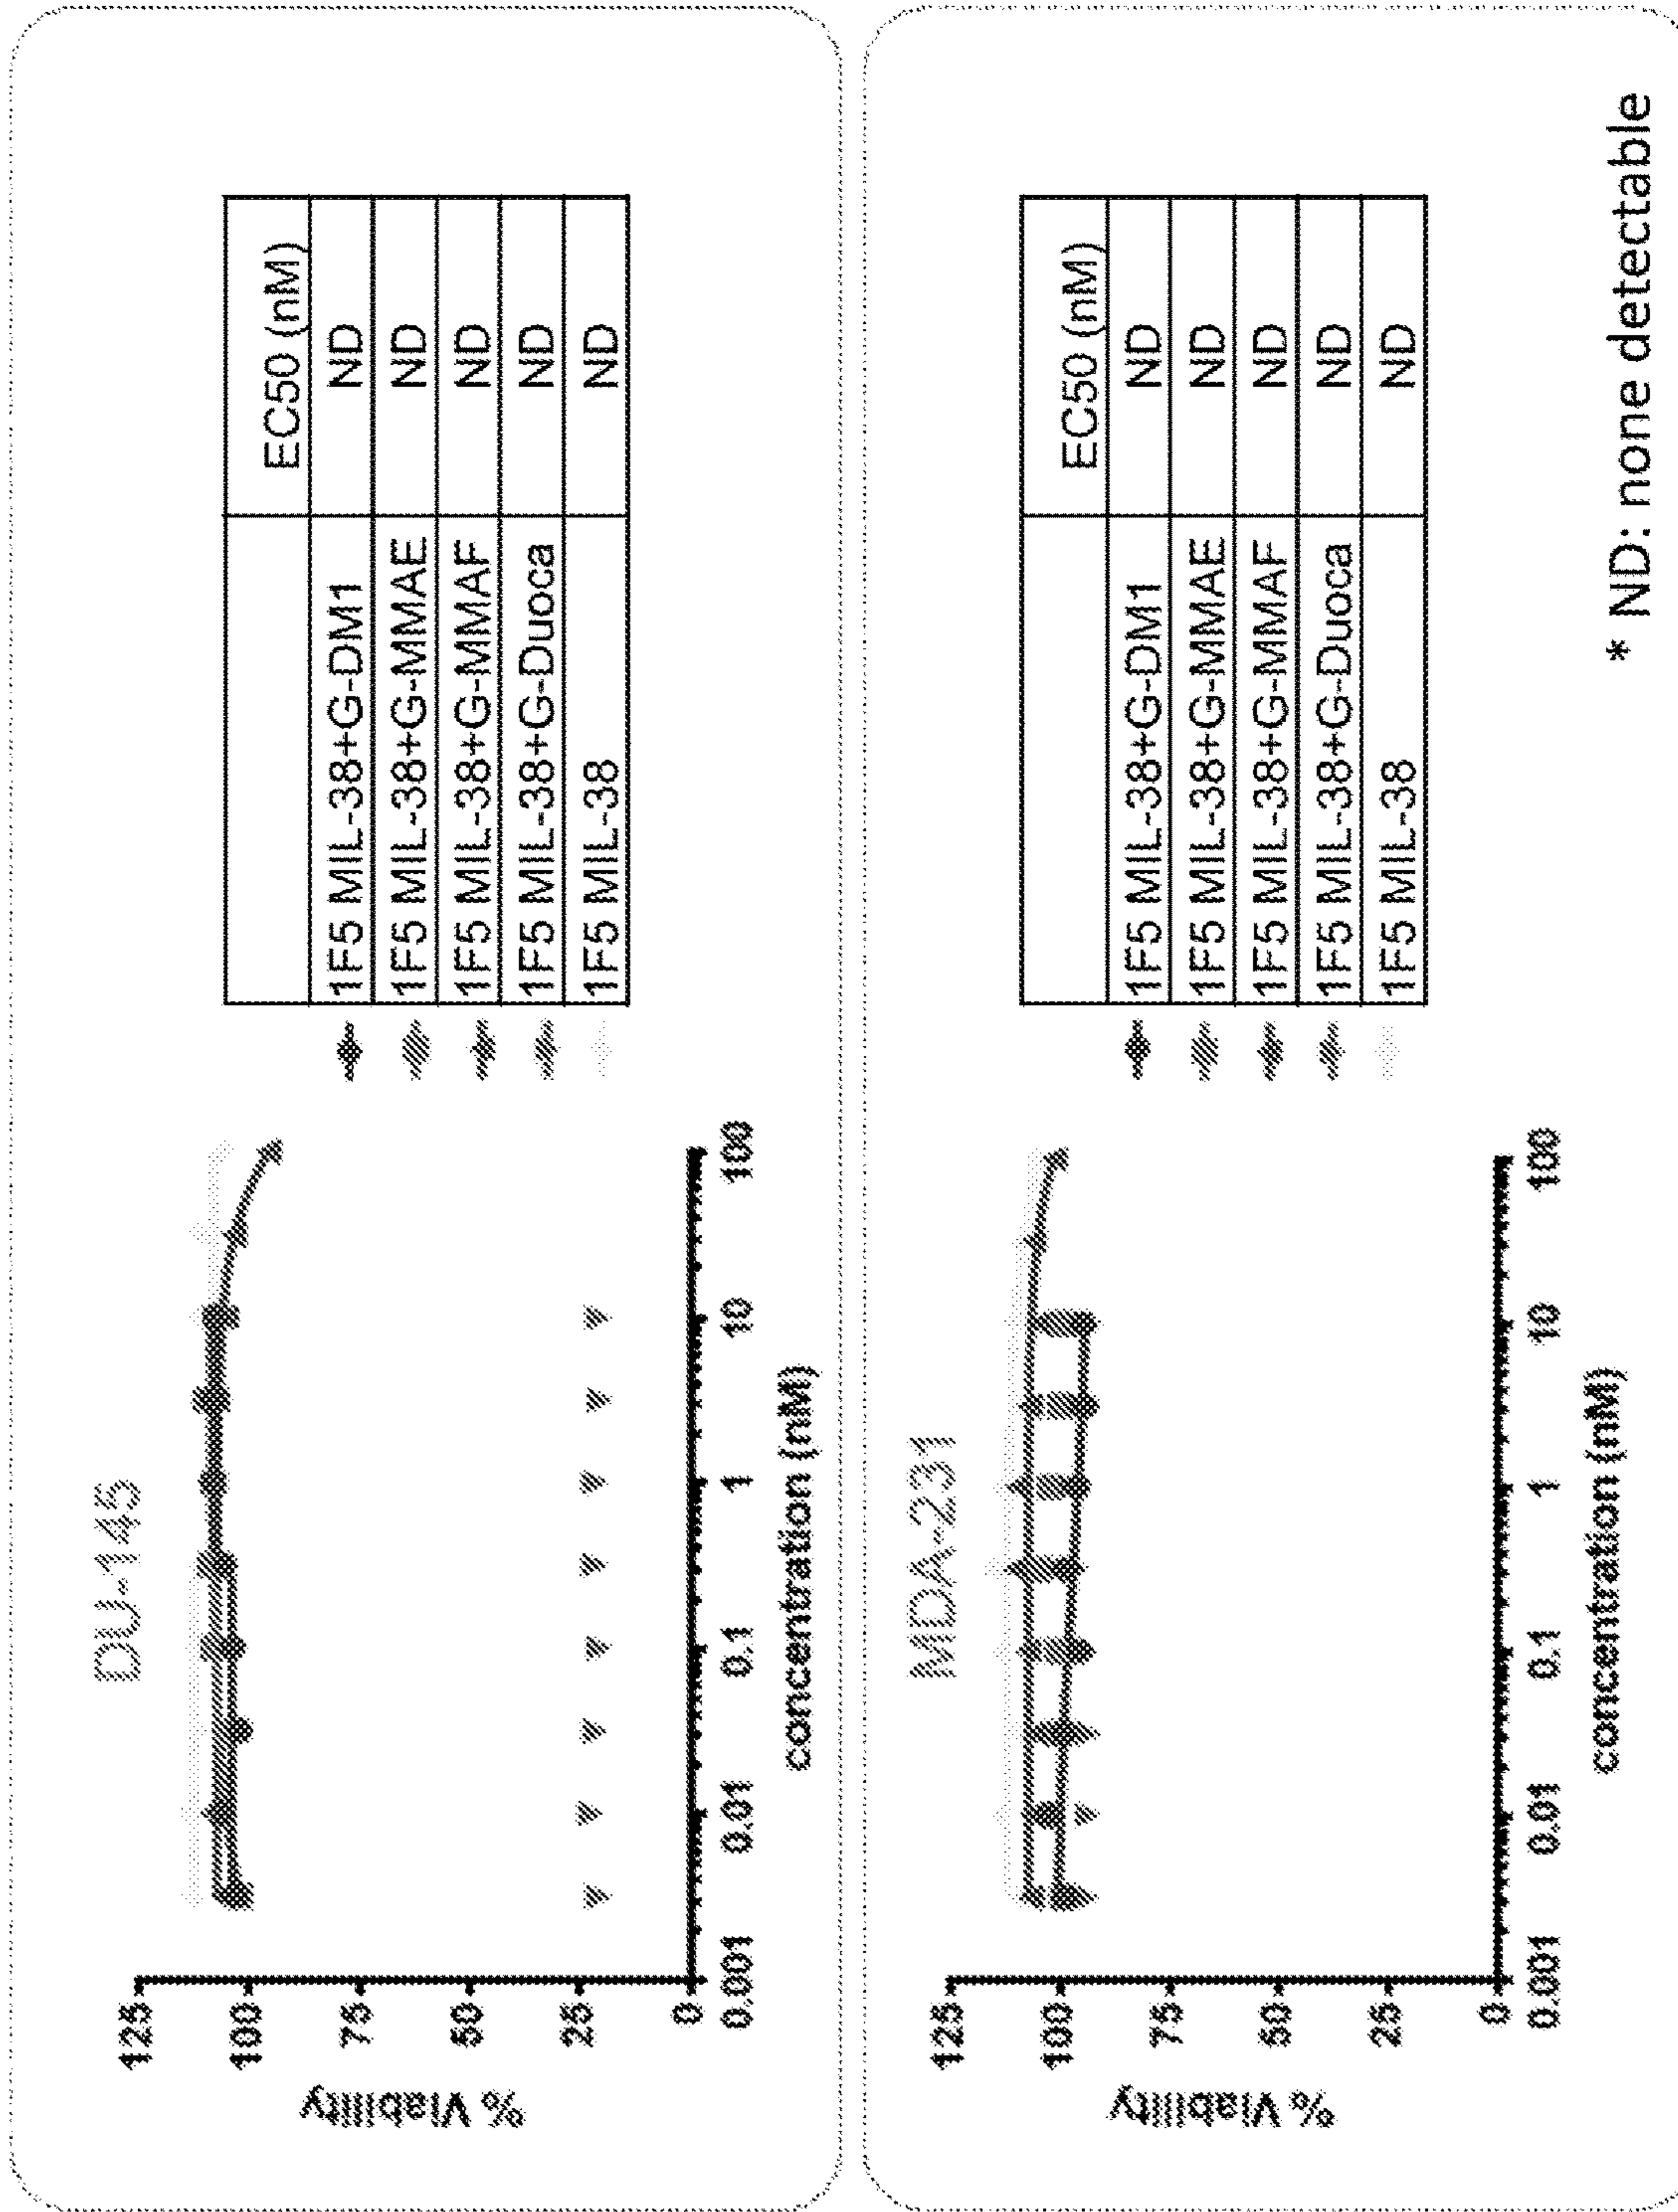 DU-145
% Viability
125
100
75
50
25
0
0.001 0.01 0.1 1 10 100
concentration (nM)
EC50 (nM)
1F5 MIL-38+G-DM1 ND
1F5 MIL-38+G-MMAE ND
1F5 MIL-38+G-MMAF ND
1F5 MIL-38+G-Duoca ND
1F5 MIL-38 ND
MDA-231
% Viability
125
100
75
50
25
0
0.001 0.01 0.1 1 10 100
concentration (nM)
EC50 (nM)
1F5 MIL-38+G-DM1 ND
1F5 MIL-38+G-MMAE ND
1F5 MIL-38+G-MMAF ND
1F5 MIL-38+G-Duoca ND
1F5 MIL-38 ND
* ND: none detectable